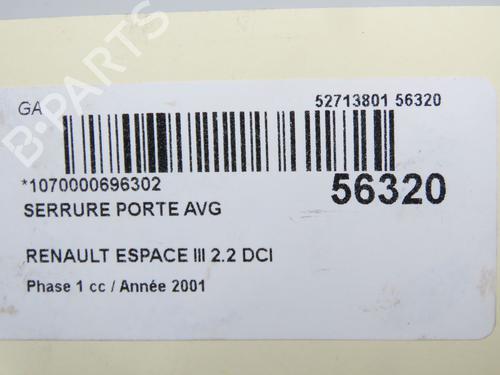 GA
52713801 56320
*1070000696302
56320
SERRURE PORTE AVG
RENAULT ESPACE III 2.2 DCI
Phase 1 cc / Année 2001
B-PARTS